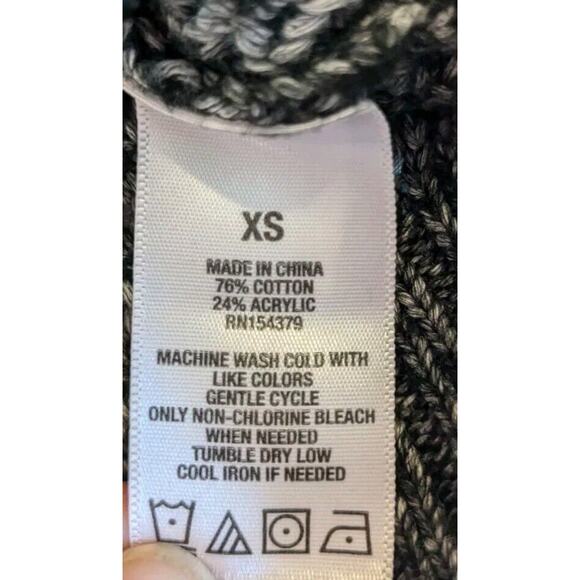 XS
MADE IN CHINA
76% COTTON
24% ACRYLIC
RN154379
MACHINE WASH COLD WITH
LIKE COLORS
GENTLE CYCLE
ONLY NON-CHLORINE BLEACH
WHEN NEEDED
TUMBLE DRY LOW
COOL IRON IF NEEDED